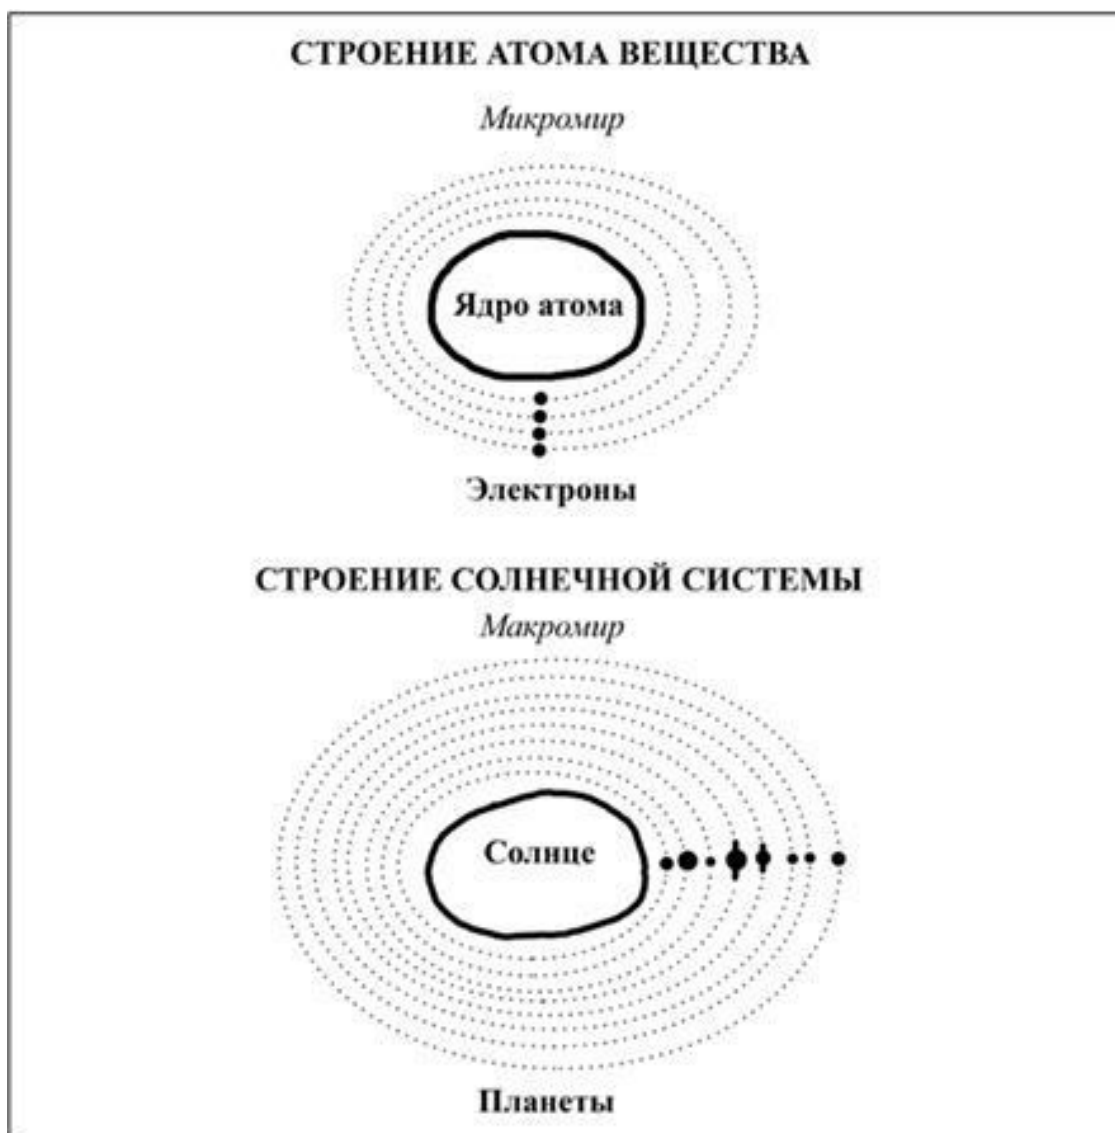 СТРОЕНИЕ АТОМА ВЕЩЕСТВА
Микромир
Ядро атома
Электроны
СТРОЕНИЕ СОЛНЕЧНОЙ СИСТЕМЫ
Макромир
Солнце
Планеты